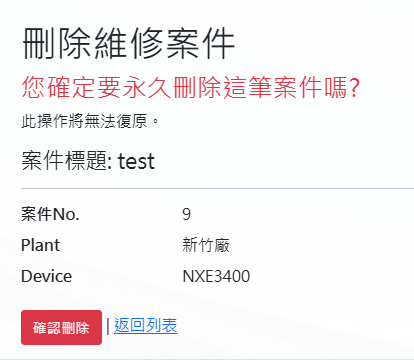 刪除維修案件
您確定要永久刪除這筆案件嗎?
此操作將無法復原。
案件標題: test
案件No. 9
Plant 新竹廠
Device NXE3400
確認刪除 | 返回列表